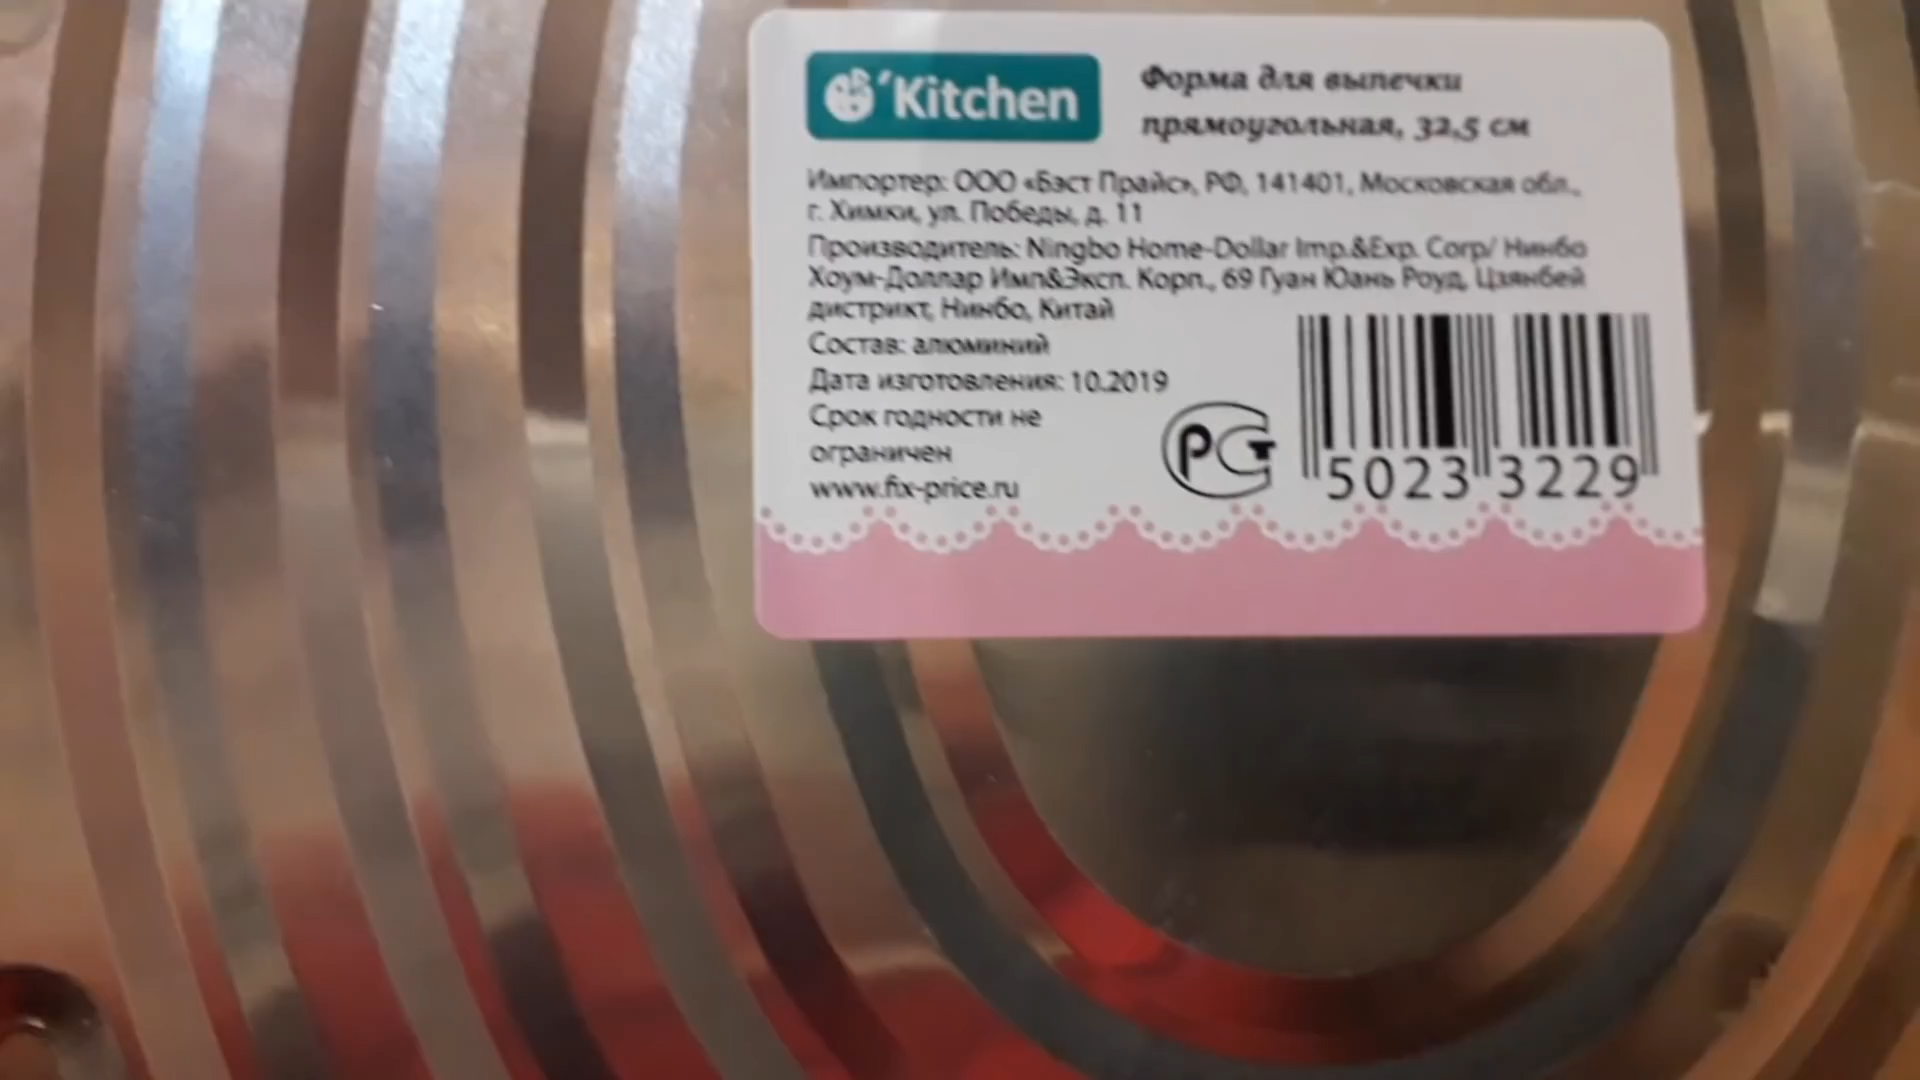 'Kitchen
Форма для выпечки
прямоугольная, 32,5 см
Импортер: ООО «Бэст Прайс», РФ, 141401, Московская обл.,
г. Химки, ул. Победы, д. 11
Производитель: Ningbo Home-Dollar Imp.&Exp. Corp/ Нинбо
Хоум-Доллар Имп&Эксп. Корп., 69 Гуан Юань Роуд, Цзянбей
дистрикт, Нинбо, Китай
Состав: алюминий
Дата изготовления: 10.2019
Срок годности не
ограничен
www.fix-price.ru
РСТ
5023 3229